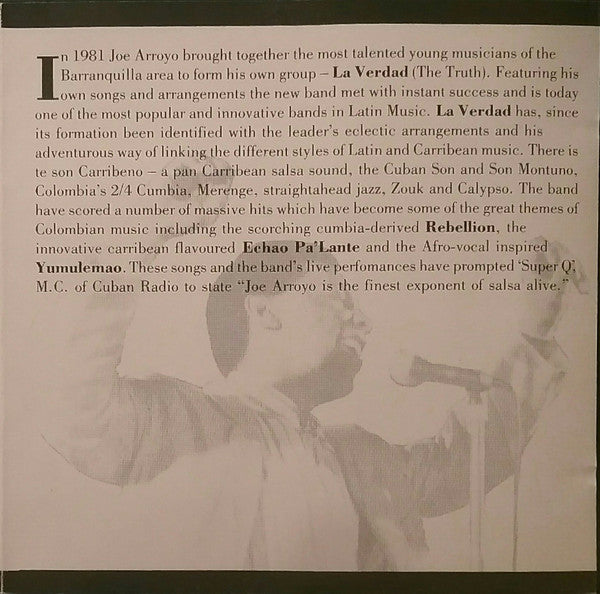 In 1981 Joe Arroyo brought together the most talented young musicians of the
Barranquilla area to form his own group – La Verdad (The Truth). Featuring his
own songs and arrangements the new band met with instant success and is today
one of the most popular and innovative bands in Latin Music. La Verdad has, since
its formation been identified with the leader's eclectic arrangements and his
adventurous way of linking the different styles of Latin and Carribean music. There is
te son Carribeno – a pan Carribean salsa sound, the Cuban Son and Son Montuno,
Colombia's 2/4 Cumbia, Merenge, straightahead jazz, Zouk and Calypso. The band
have scored a number of massive hits which have become some of the great themes of
Colombian music including the scorching cumbia-derived Rebellion, the
innovative carribean flavoured Echao Pa'Lante and the Afro-vocal inspired
Yumulemao. These songs and the band's live perfomances have prompted 'Super Q',
M.C. of Cuban Radio to state "Joe Arroyo is the finest exponent of salsa alive."